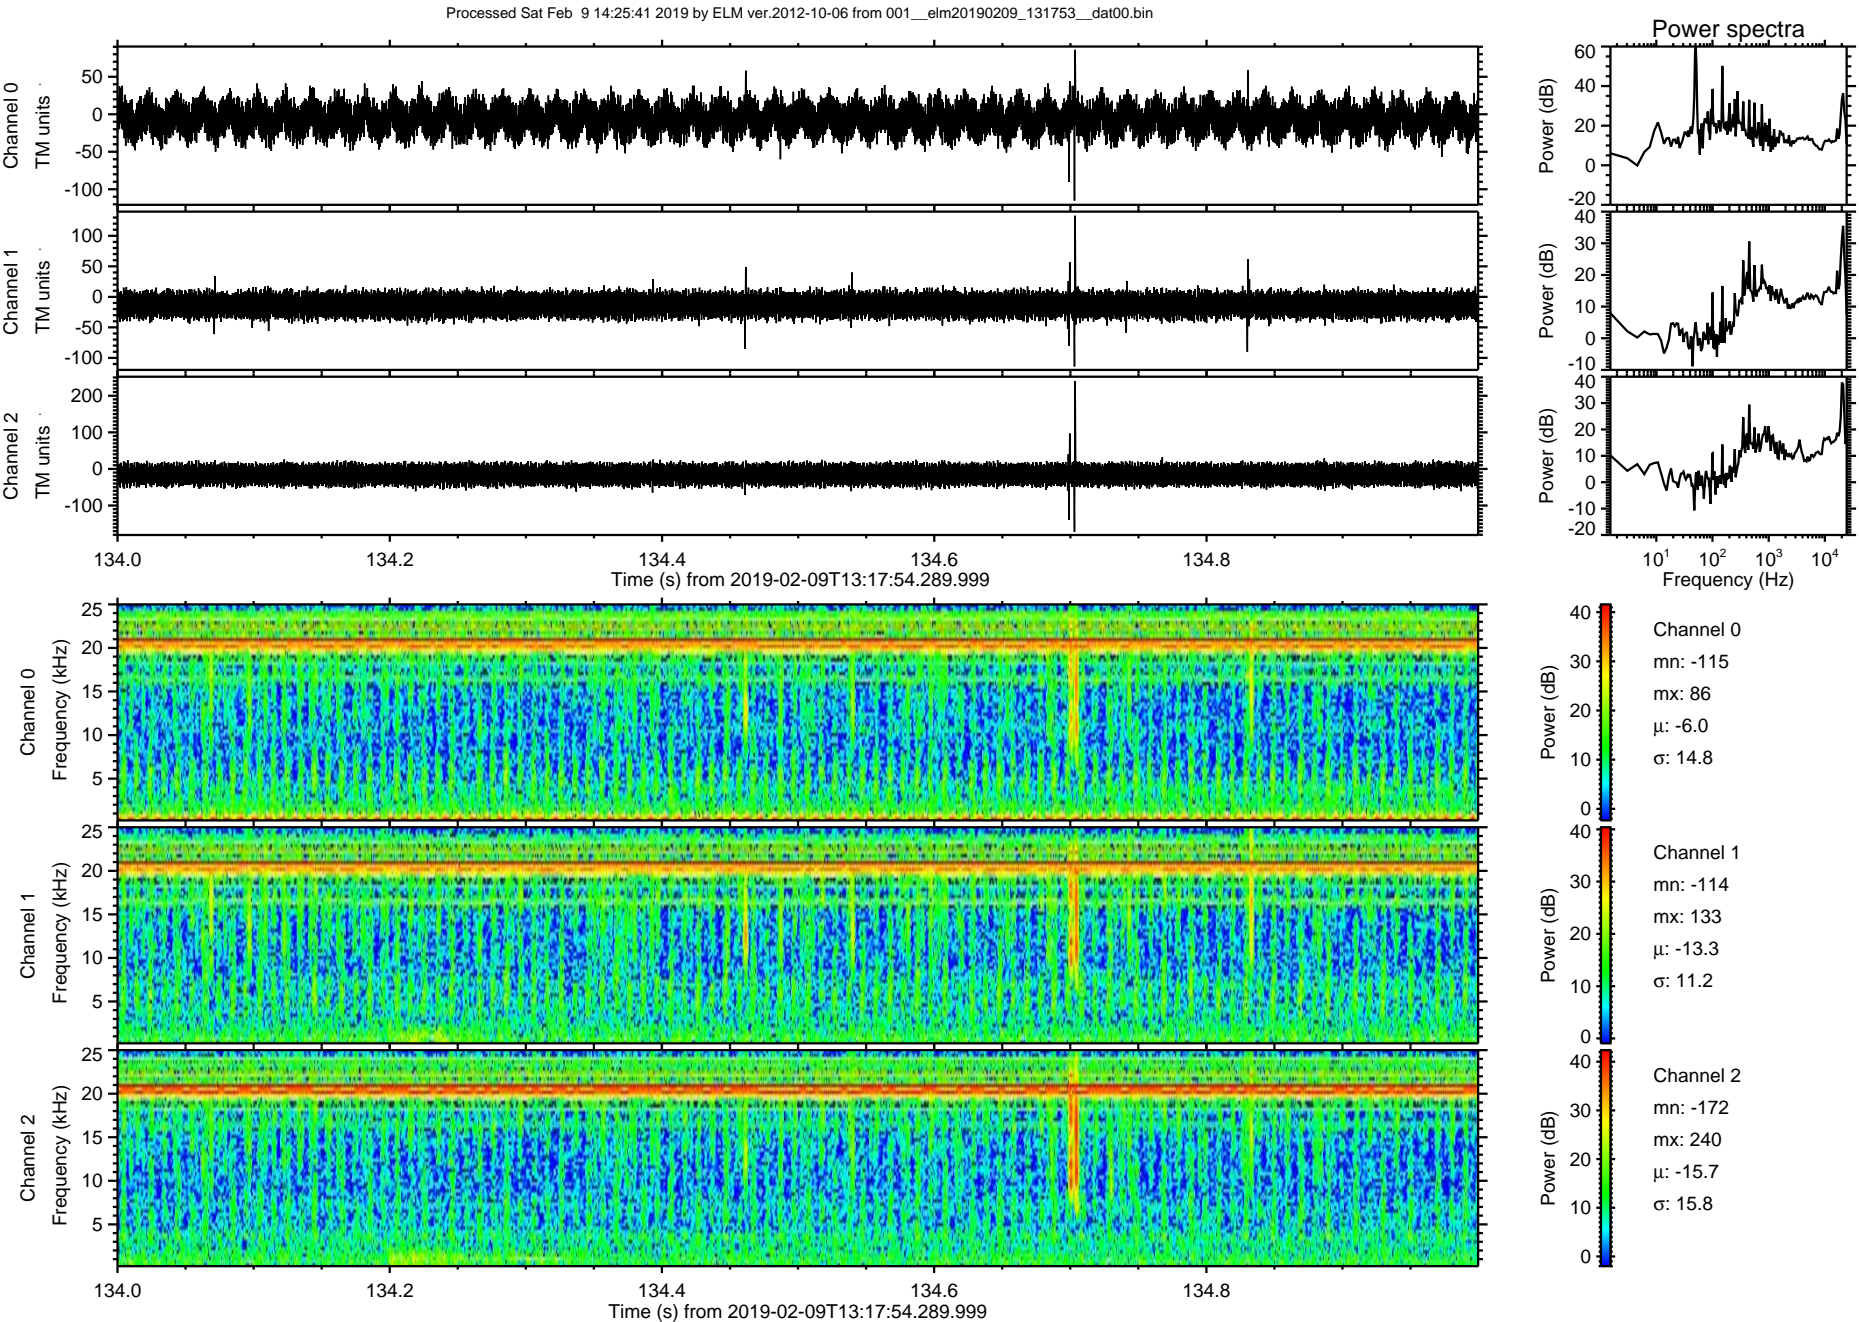 Processed Sat Feb  9 14:25:41 2019 by ELM ver.2012-10-06 from 001__elm20190209_131753__dat00.bin
Power spectra
Channel 0
TM units
50
0
-50
-100
Power (dB)
60
40
20
0
-20
Channel 1
TM units
100
50
0
-50
-100
Power (dB)
40
30
20
10
0
-10
Channel 2
TM units
200
100
0
-100
Power (dB)
40
30
20
10
0
-10
-20
134.0
134.2
134.4
134.6
134.8
Time (s) from 2019-02-09T13:17:54.289.999
10^1
10^2
10^3
10^4
Frequency (Hz)
Channel 0
Frequency (kHz)
25
20
15
10
5
Power (dB)
40
30
20
10
0
Channel 0
mn: -115
mx: 86
μ: -6.0
σ: 14.8
Channel 1
Frequency (kHz)
25
20
15
10
5
Power (dB)
40
30
20
10
0
Channel 1
mn: -114
mx: 133
μ: -13.3
σ: 11.2
Channel 2
Frequency (kHz)
25
20
15
10
5
Power (dB)
40
30
20
10
0
Channel 2
mn: -172
mx: 240
μ: -15.7
σ: 15.8
134.0
134.2
134.4
134.6
134.8
Time (s) from 2019-02-09T13:17:54.289.999